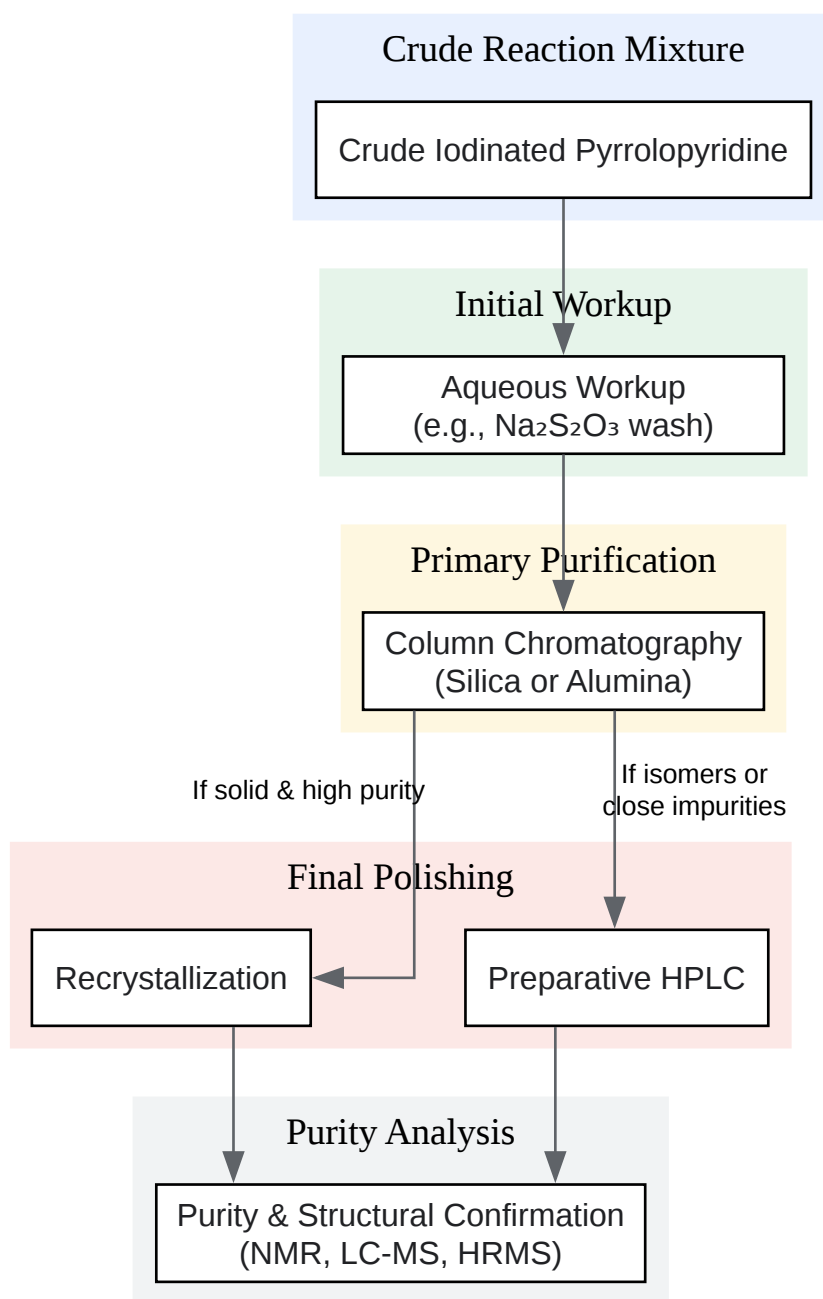 Crude Reaction Mixture
Crude Iodinated Pyrrolopyridine
Initial Workup
Aqueous Workup
(e.g., Na₂S₂O₃ wash)
Primary Purification
Column Chromatography
(Silica or Alumina)
If solid & high purity
If isomers or
close impurities
Final Polishing
Recrystallization
Preparative HPLC
Purity Analysis
Purity & Structural Confirmation
(NMR, LC-MS, HRMS)